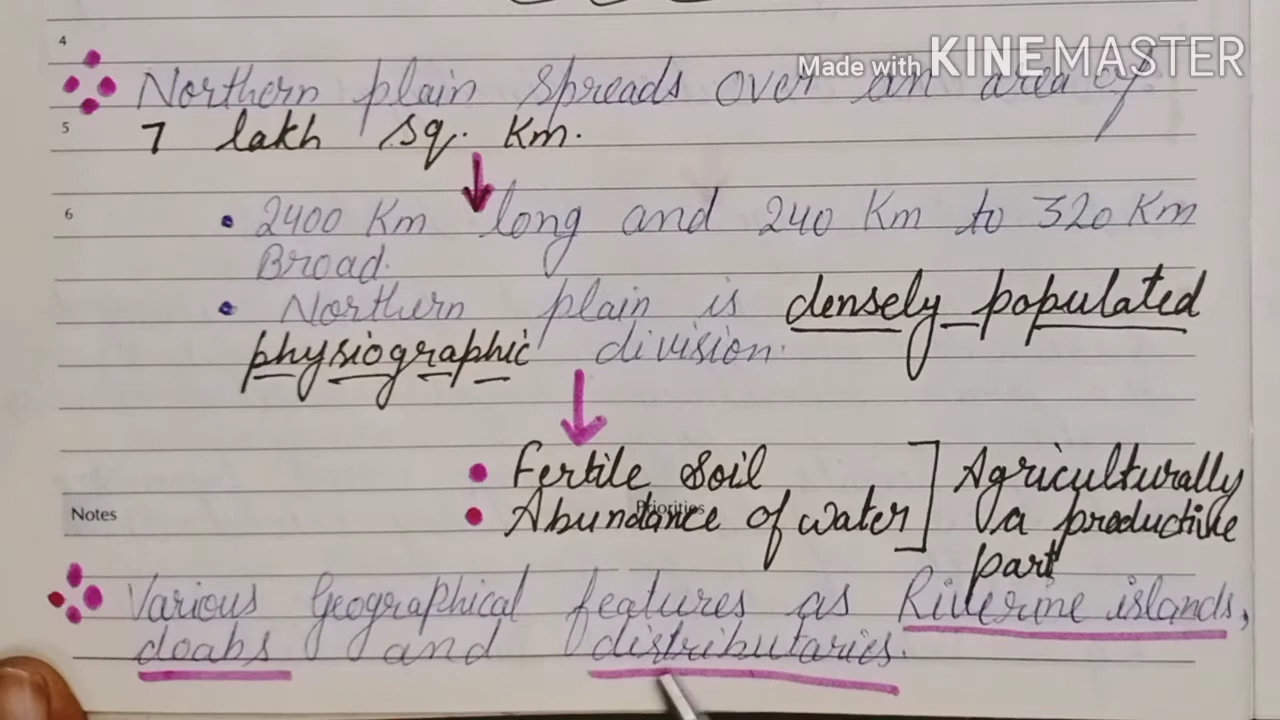 4
Made with KINEMASTER
Northern plain spreads over an area of
5
7 lakh sq. Km.
6
• 2400 Km long and 240 Km to 320 Km
Broad.
• Northern plain is densely populated
physiographic division.
• Fertile Soil
Notes
Priorities
• Abundance of water
Agriculturally
a productive
part
Various Geographical features as Riverine islands,
doabs and distributaries.